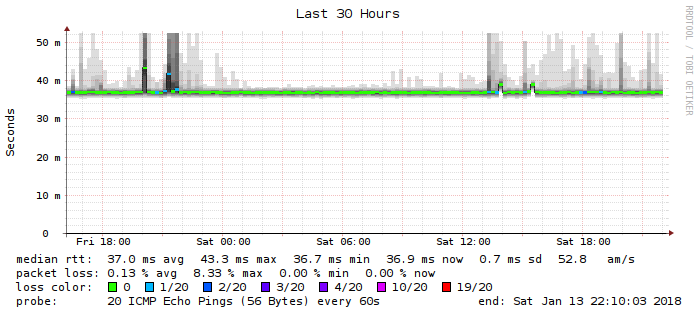 Last 30 Hours
RRDTOOL / TOBI OETIKER
Seconds
50 m
40 m
30 m
20 m
10 m
0
Fri 18:00 Sat 00:00 Sat 06:00 Sat 12:00 Sat 18:00
median rtt: 37.0 ms avg 43.3 ms max 36.7 ms min 36.9 ms now 0.7 ms sd 52.8 am/s
packet loss: 0.13 % avg 8.33 % max 0.00 % min 0.00 % now
loss color: 0 1/20 2/20 3/20 4/20 10/20 19/20
probe: 20 ICMP Echo Pings (56 Bytes) every 60s end: Sat Jan 13 22:10:03 2018